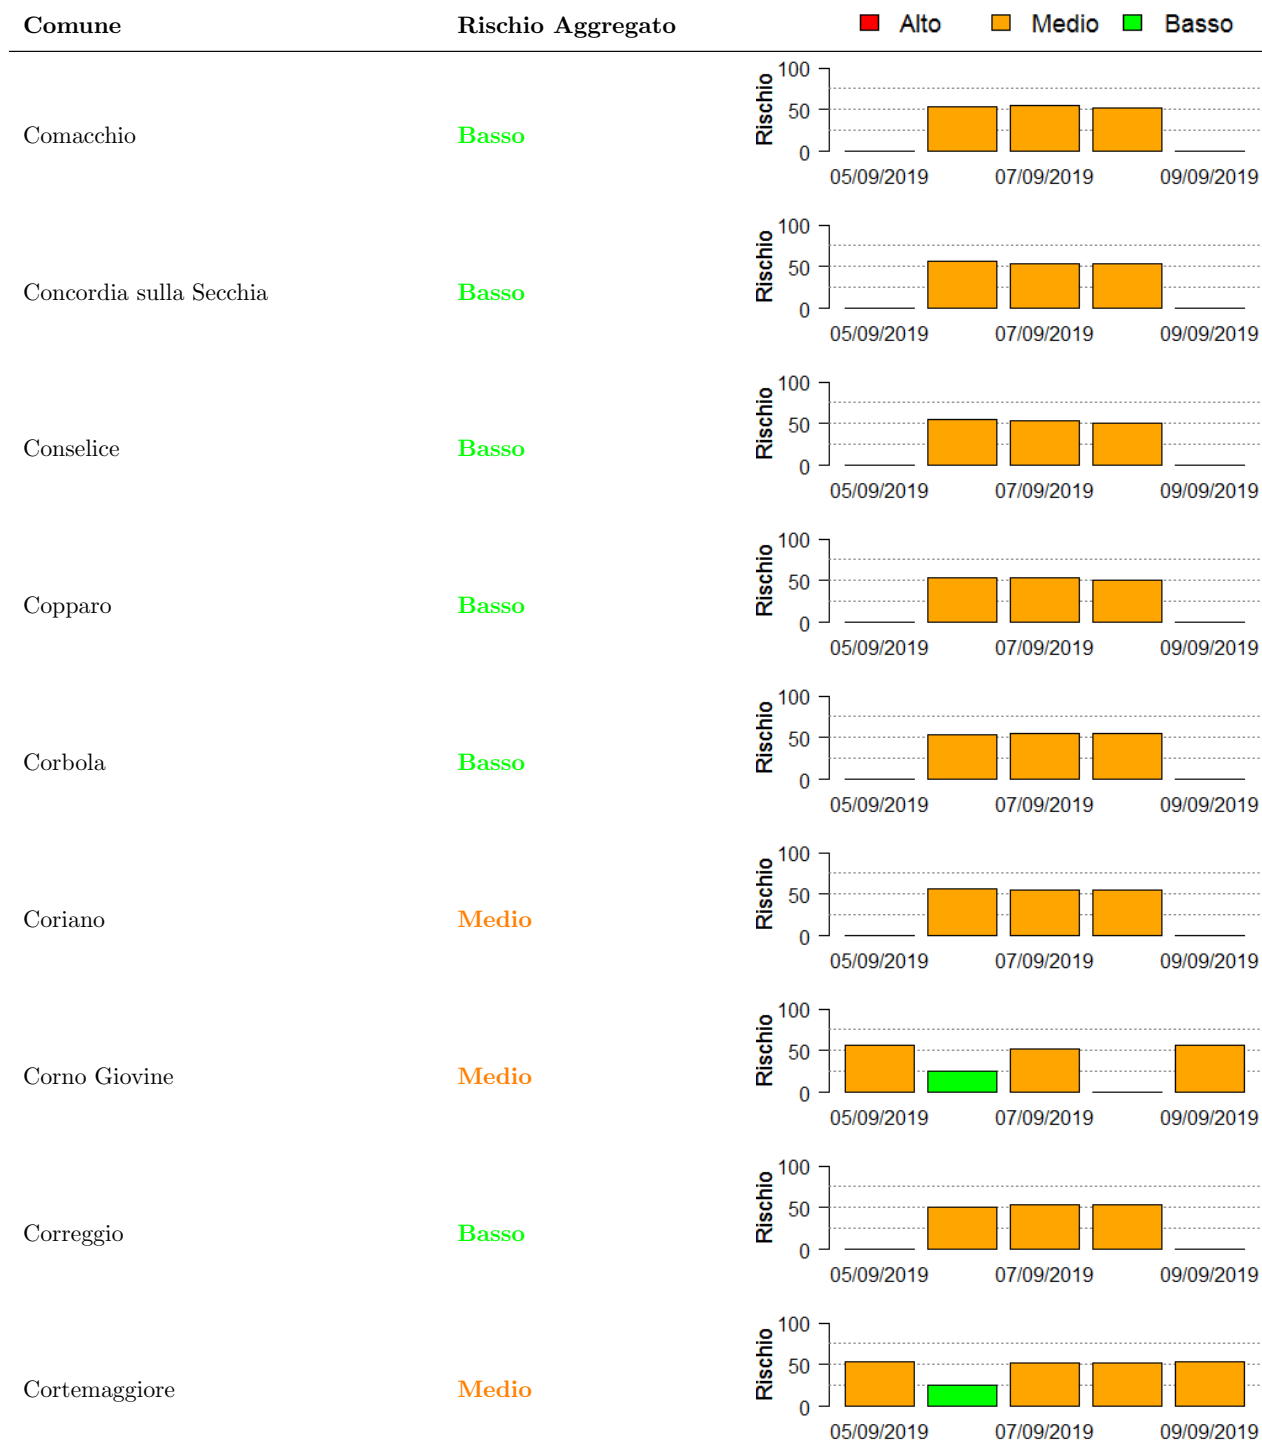 Comune Rischio Aggregato Alto Medio Basso
Comacchio Basso
Rischio
100
50
0
05/09/2019 07/09/2019 09/09/2019
Concordia sulla Secchia Basso
Rischio
100
50
0
05/09/2019 07/09/2019 09/09/2019
Conselice Basso
Rischio
100
50
0
05/09/2019 07/09/2019 09/09/2019
Copparo Basso
Rischio
100
50
0
05/09/2019 07/09/2019 09/09/2019
Corbola Basso
Rischio
100
50
0
05/09/2019 07/09/2019 09/09/2019
Coriano Medio
Rischio
100
50
0
05/09/2019 07/09/2019 09/09/2019
Corno Giovine Medio
Rischio
100
50
0
05/09/2019 07/09/2019 09/09/2019
Correggio Basso
Rischio
100
50
0
05/09/2019 07/09/2019 09/09/2019
Cortemaggiore Medio
Rischio
100
50
0
05/09/2019 07/09/2019 09/09/2019